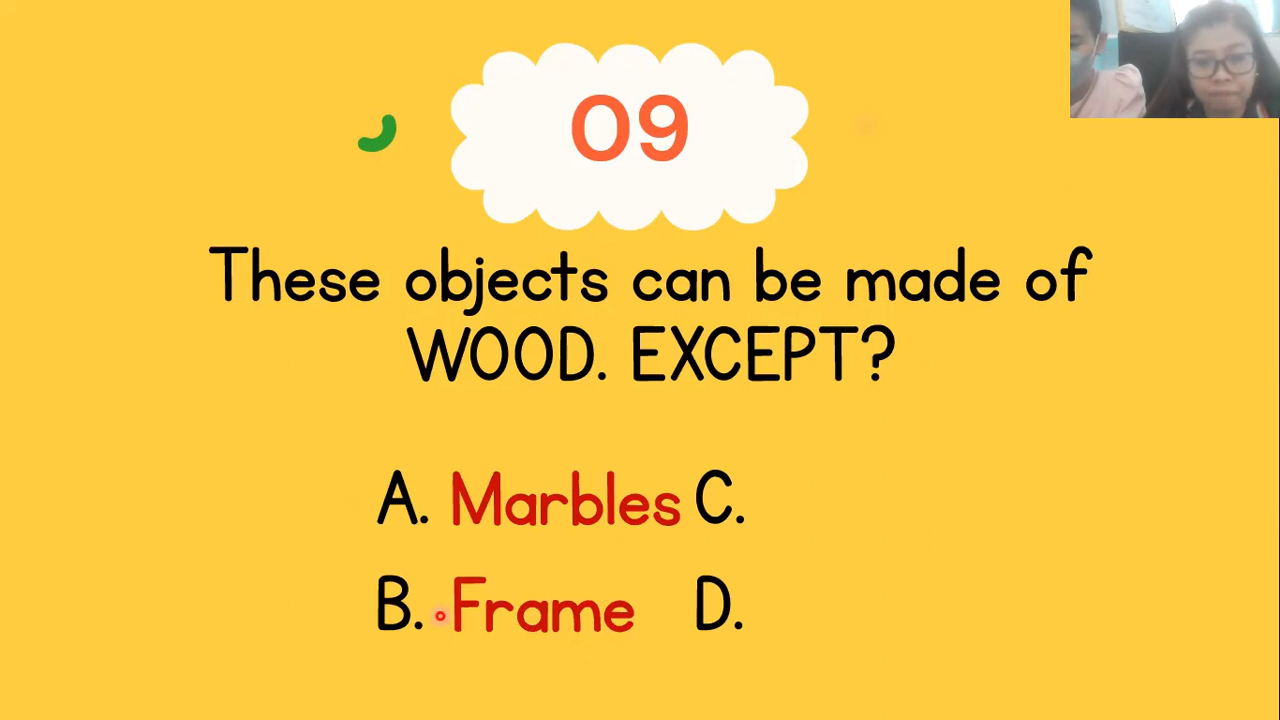 09
These objects can be made of
WOOD. EXCEPT?
A. Marbles C.
B. Frame D.